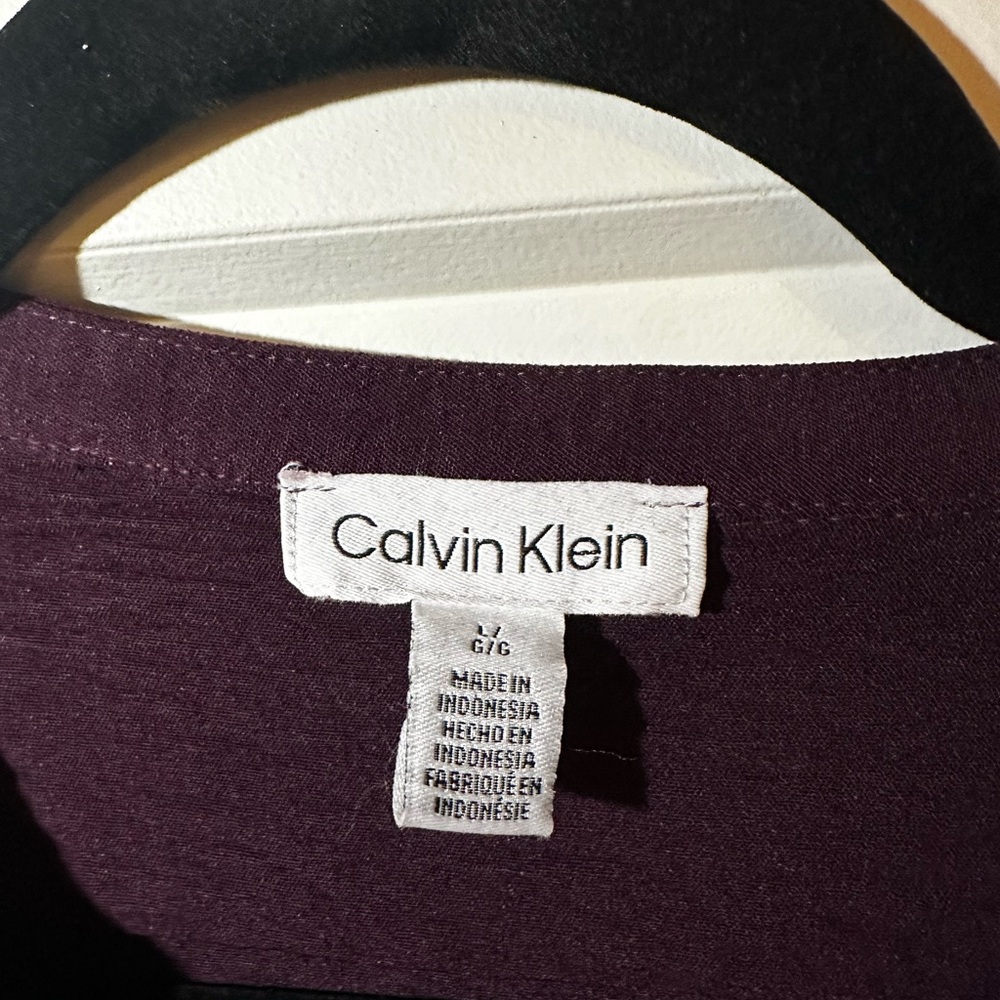 Calvin Klein
L/
G/G
MADE IN
INDONESIA
HECHO EN
INDONESIA
FABRIQUÉ EN
INDONÉSIE